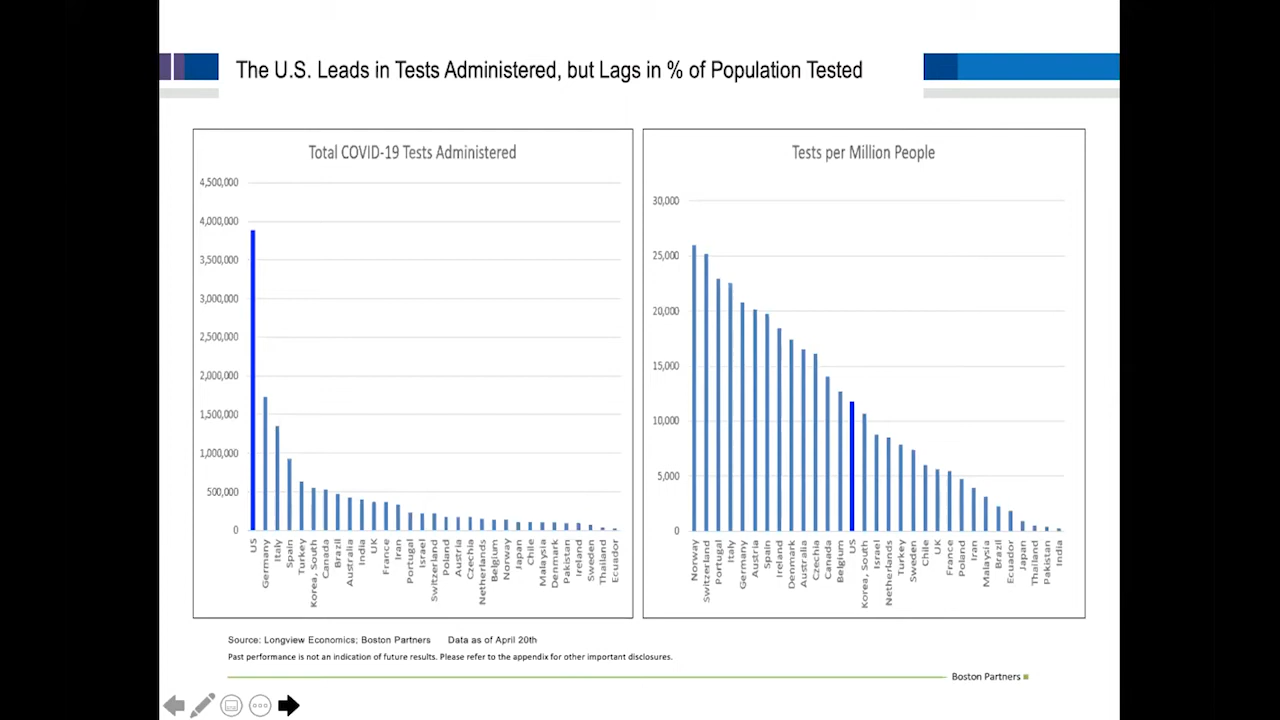 The U.S. Leads in Tests Administered, but Lags in % of Population Tested
Total COVID-19 Tests Administered
4,500,000
4,000,000
3,500,000
3,000,000
2,500,000
2,000,000
1,500,000
1,000,000
500,000
0
US
Germany
Italy
Spain
Turkey
Korea, South
Canada
Brazil
Australia
India
UK
France
Iran
Portugal
Israel
Switzerland
Poland
Austria
Czechia
Netherlands
Belgium
Norway
Japan
Chile
Malaysia
Denmark
Pakistan
Ireland
Sweden
Thailand
Ecuador
Tests per Million People
30,000
25,000
20,000
15,000
10,000
5,000
0
Norway
Switzerland
Portugal
Italy
Germany
Austria
Spain
Ireland
Denmark
Australia
Czechia
Canada
Belgium
US
Korea, South
Israel
Netherlands
Turkey
Sweden
Chile
UK
France
Poland
Iran
Malaysia
Brazil
Ecuador
Japan
Thailand
Pakistan
India
Source: Longview Economics; Boston Partners Data as of April 20th
Past performance is not an indication of future results. Please refer to the appendix for other important disclosures.
Boston Partners